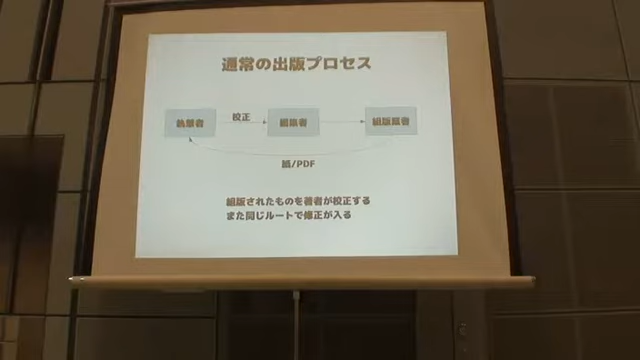 通常の出版プロセス
執筆者
校正
編集者
組版業者
紙/PDF
組版されたものを著者が校正する
また同じルートで修正が入る